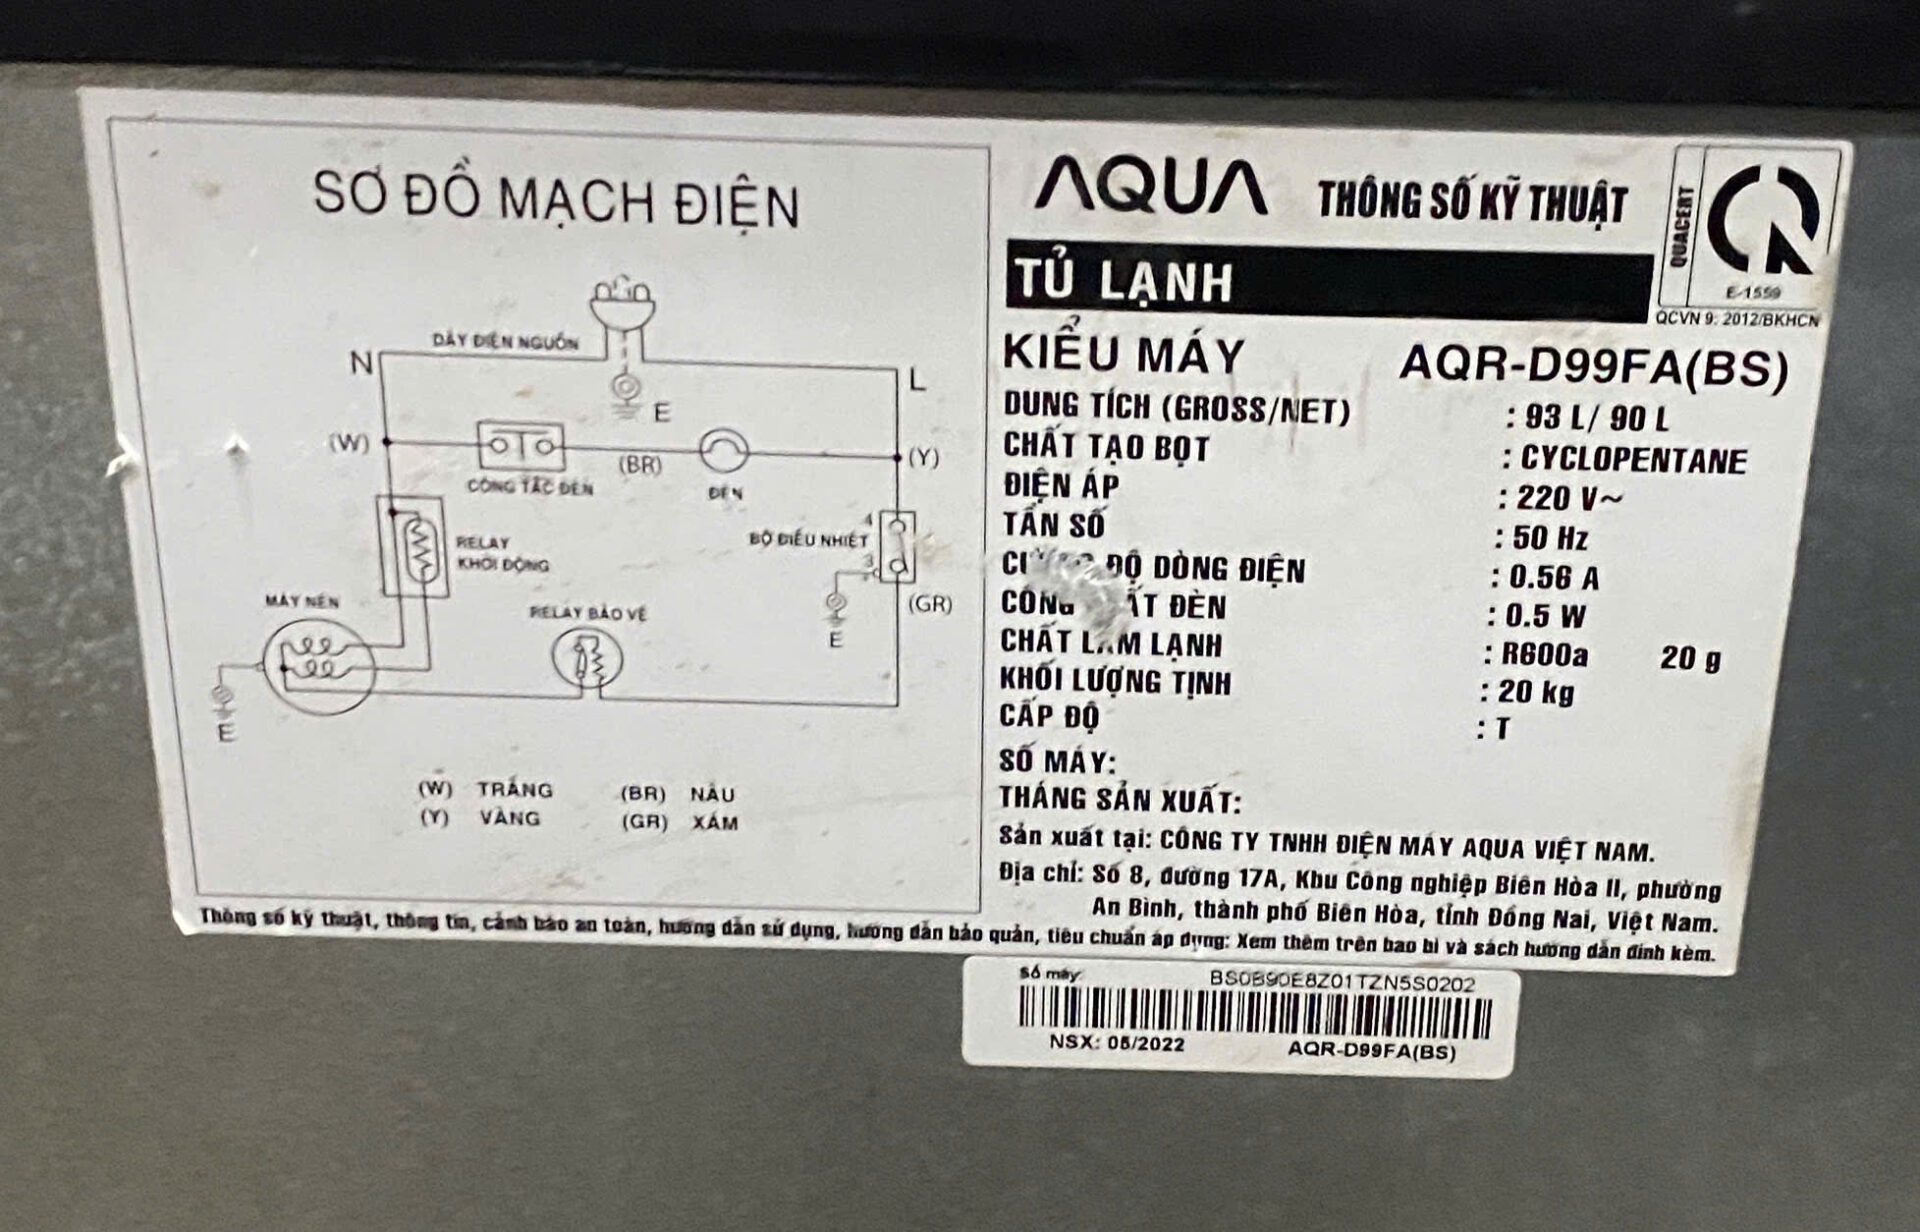 SƠ ĐỒ MẠCH ĐIỆN
DÂY ĐIỆN NGUỒN
N
L
E
(W)
(BR)
(Y)
CÔNG TẮC ĐÈN
ĐÈN
RELAY
KHỞI ĐỘNG
BỘ ĐIỀU NHIỆT
4
3
(GR)
E
MÁY NÉN
RELAY BẢO VỆ
E
(W) TRẮNG (BR) NÂU
(Y) VÀNG (GR) XÁM
AQUA THÔNG SỐ KỸ THUẬT
QUACERT
E-1559
QCVN 9: 2012/BKHCN
TỦ LẠNH
KIỂU MÁY AQR-D99FA(BS)
DUNG TÍCH (GROSS/NET) : 93 L/ 90 L
CHẤT TẠO BỌT : CYCLOPENTANE
ĐIỆN ÁP : 220 V~
TẦN SỐ : 50 Hz
ĐỘ DÒNG ĐIỆN : 0.56 A
CÔNG ĐÈN : 0.5 W
CHẤT LÀM LẠNH : R600a 20 g
KHỐI LƯỢNG TỊNH : 20 kg
CẤP ĐỘ : T
SỐ MÁY:
THÁNG SẢN XUẤT:
Sản xuất tại: CÔNG TY TNHH ĐIỆN MÁY AQUA VIỆT NAM.
Địa chỉ: Số 8, đường 17A, Khu Công nghiệp Biên Hòa II, phường
An Bình, thành phố Biên Hòa, tỉnh Đồng Nai, Việt Nam.
Thông số kỹ thuật, thông tin, cảnh báo an toàn, hướng dẫn sử dụng, hướng dẫn bảo quản, tiêu chuẩn áp dụng: Xem thêm trên bao bì và sách hướng dẫn đính kèm.
Số máy: BS0B90E8Z01TZN5S0202
NSX: 05/2022 AQR-D99FA(BS)